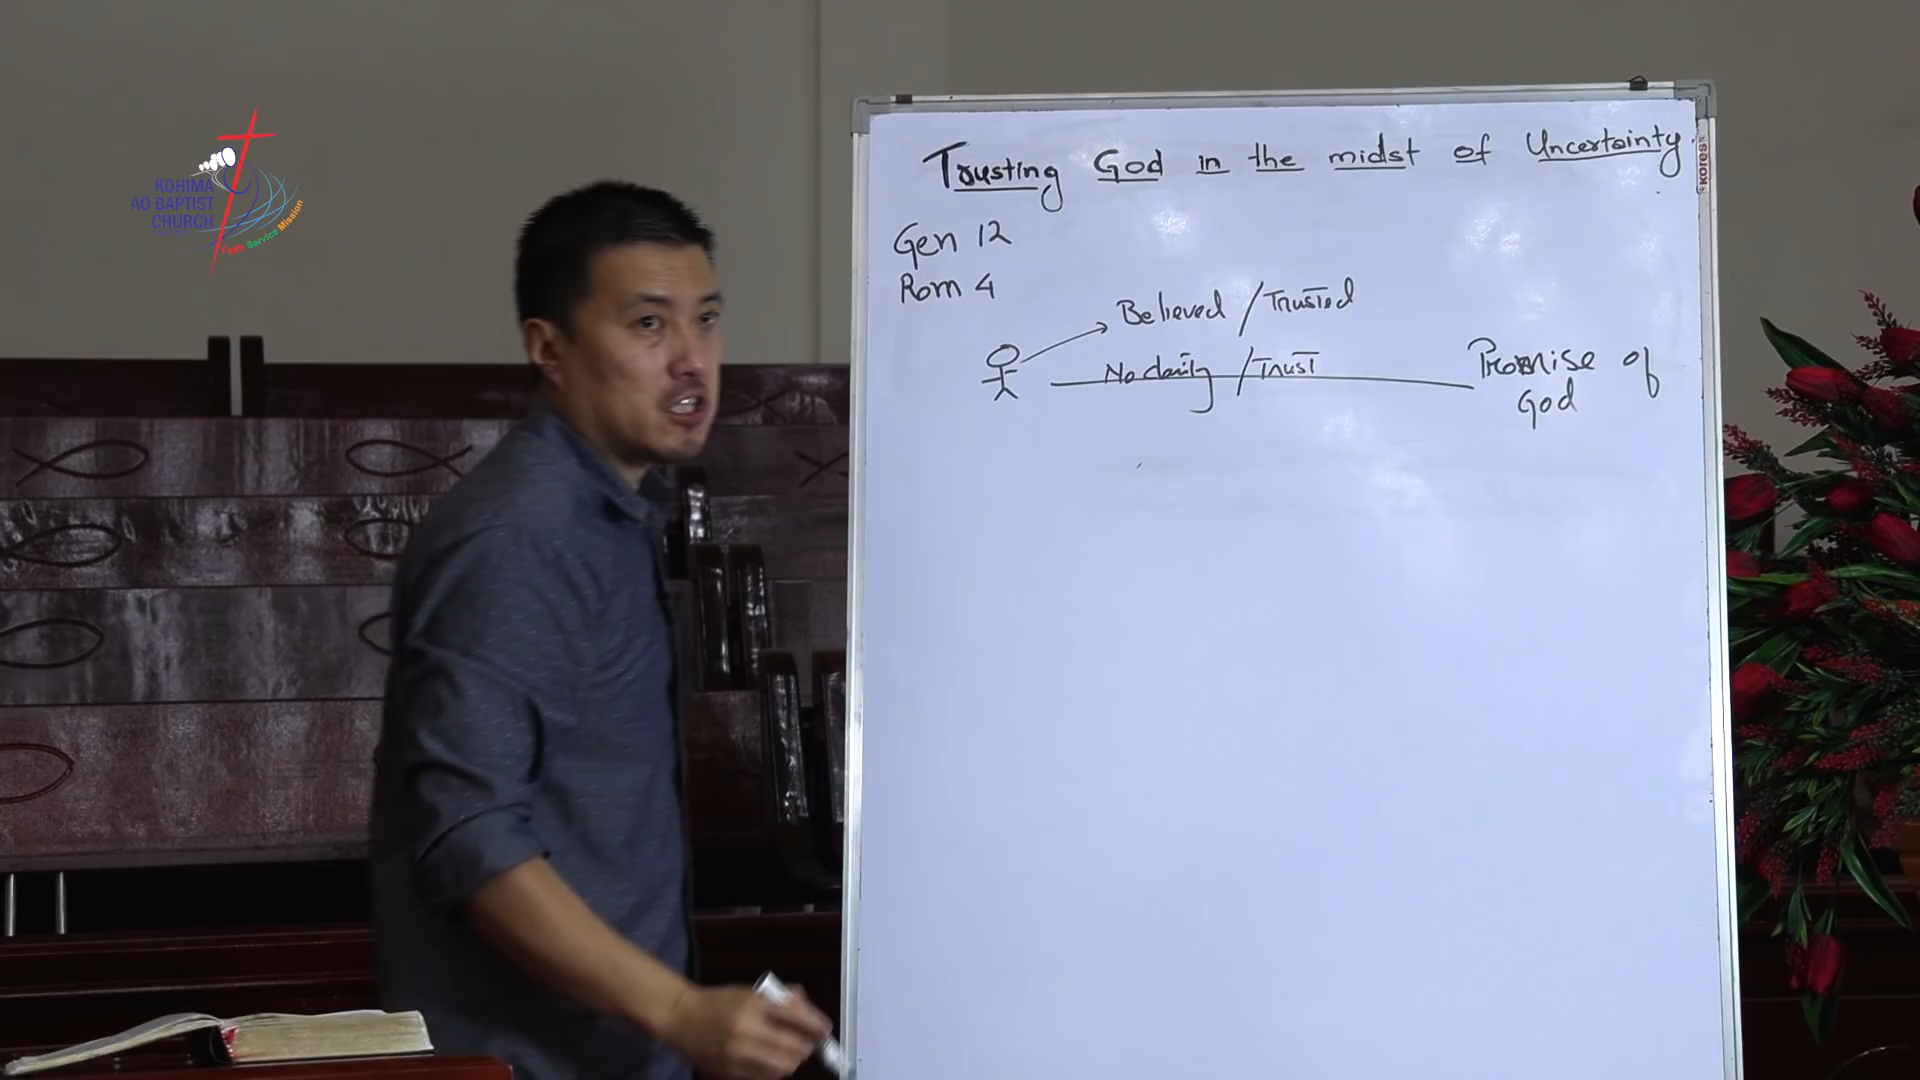 KOHIMA
AO BAPTIST
CHURCH
Faith Service Mission
Trusting God in the midst of Uncertainty
KORES
Gen 12
Rom 4
Believed / Trusted
No clarity / Trust
Promise of
God